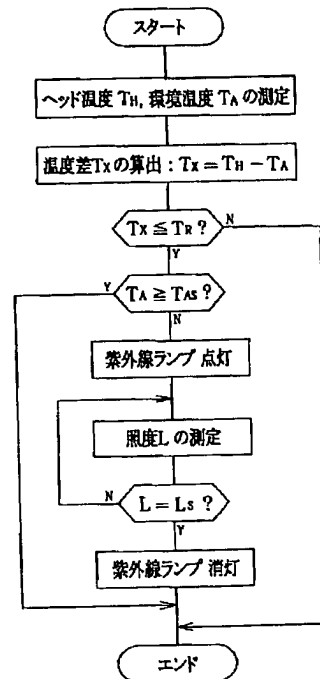 スタート
ヘッド温度 TH, 環境温度 TA の測定
温度差TX の算出 : TX = TH − TA
TX ≦ TR ?
N
Y
Y
TA ≧ TAS ?
N
紫外線ランプ 点灯
照度L の測定
N
L = LS ?
Y
紫外線ランプ 消灯
エンド